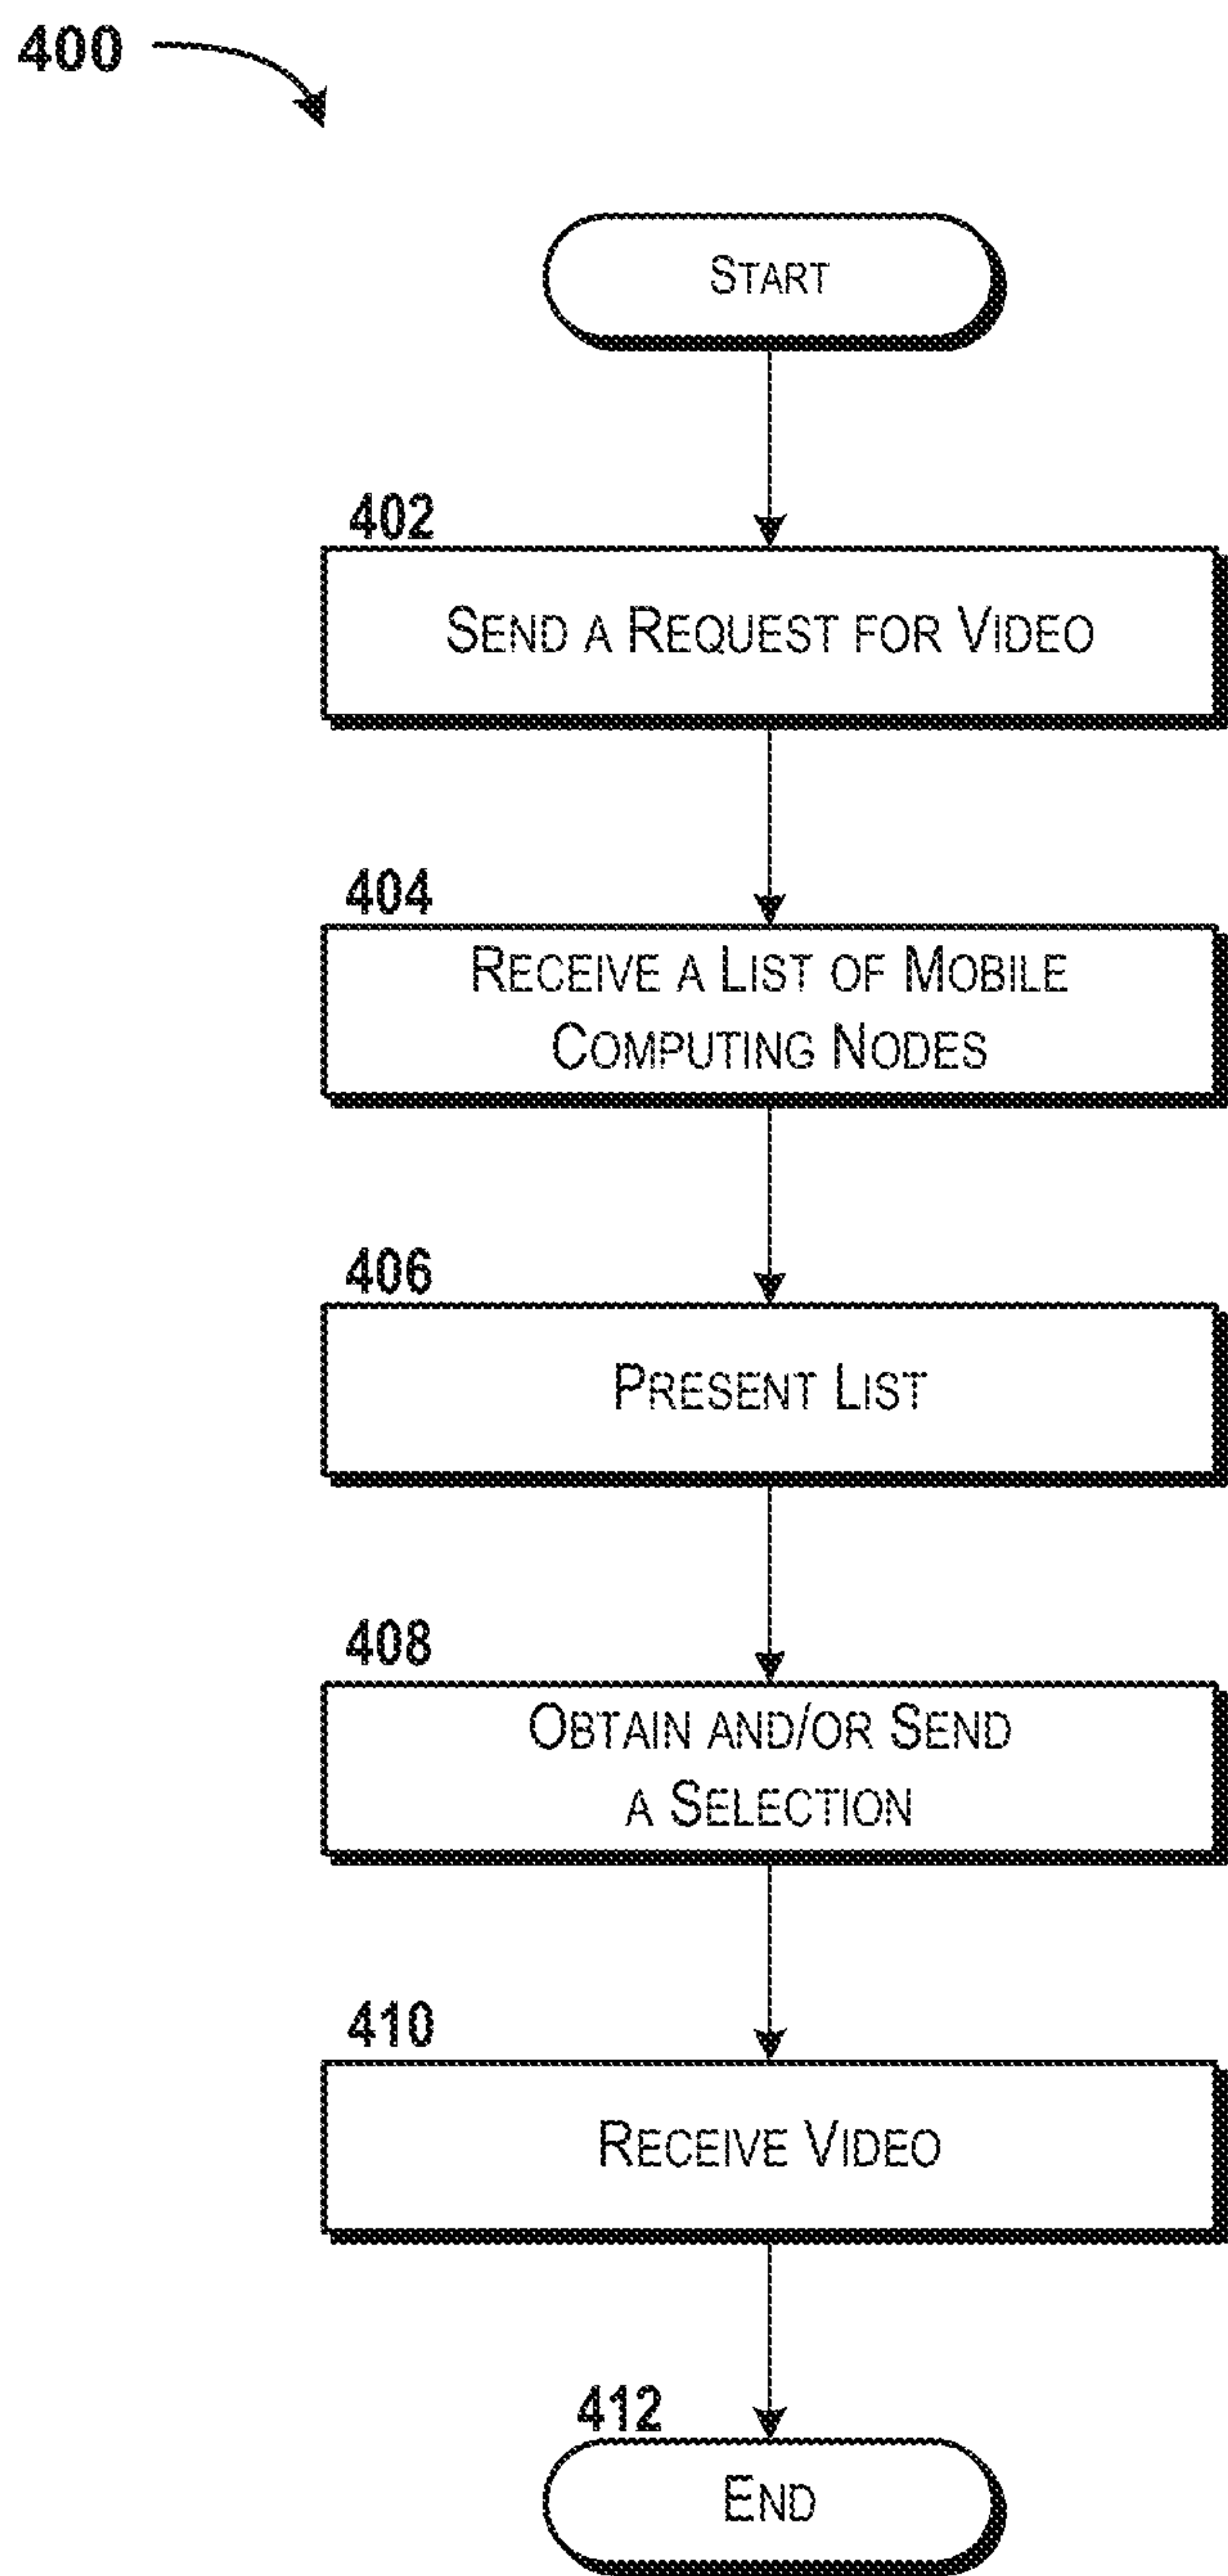 400
START
402
SEND A REQUEST FOR VIDEO
404
RECEIVE A LIST OF MOBILE
COMPUTING NODES
406
PRESENT LIST
408
OBTAIN AND/OR SEND
A SELECTION
410
RECEIVE VIDEO
412
END